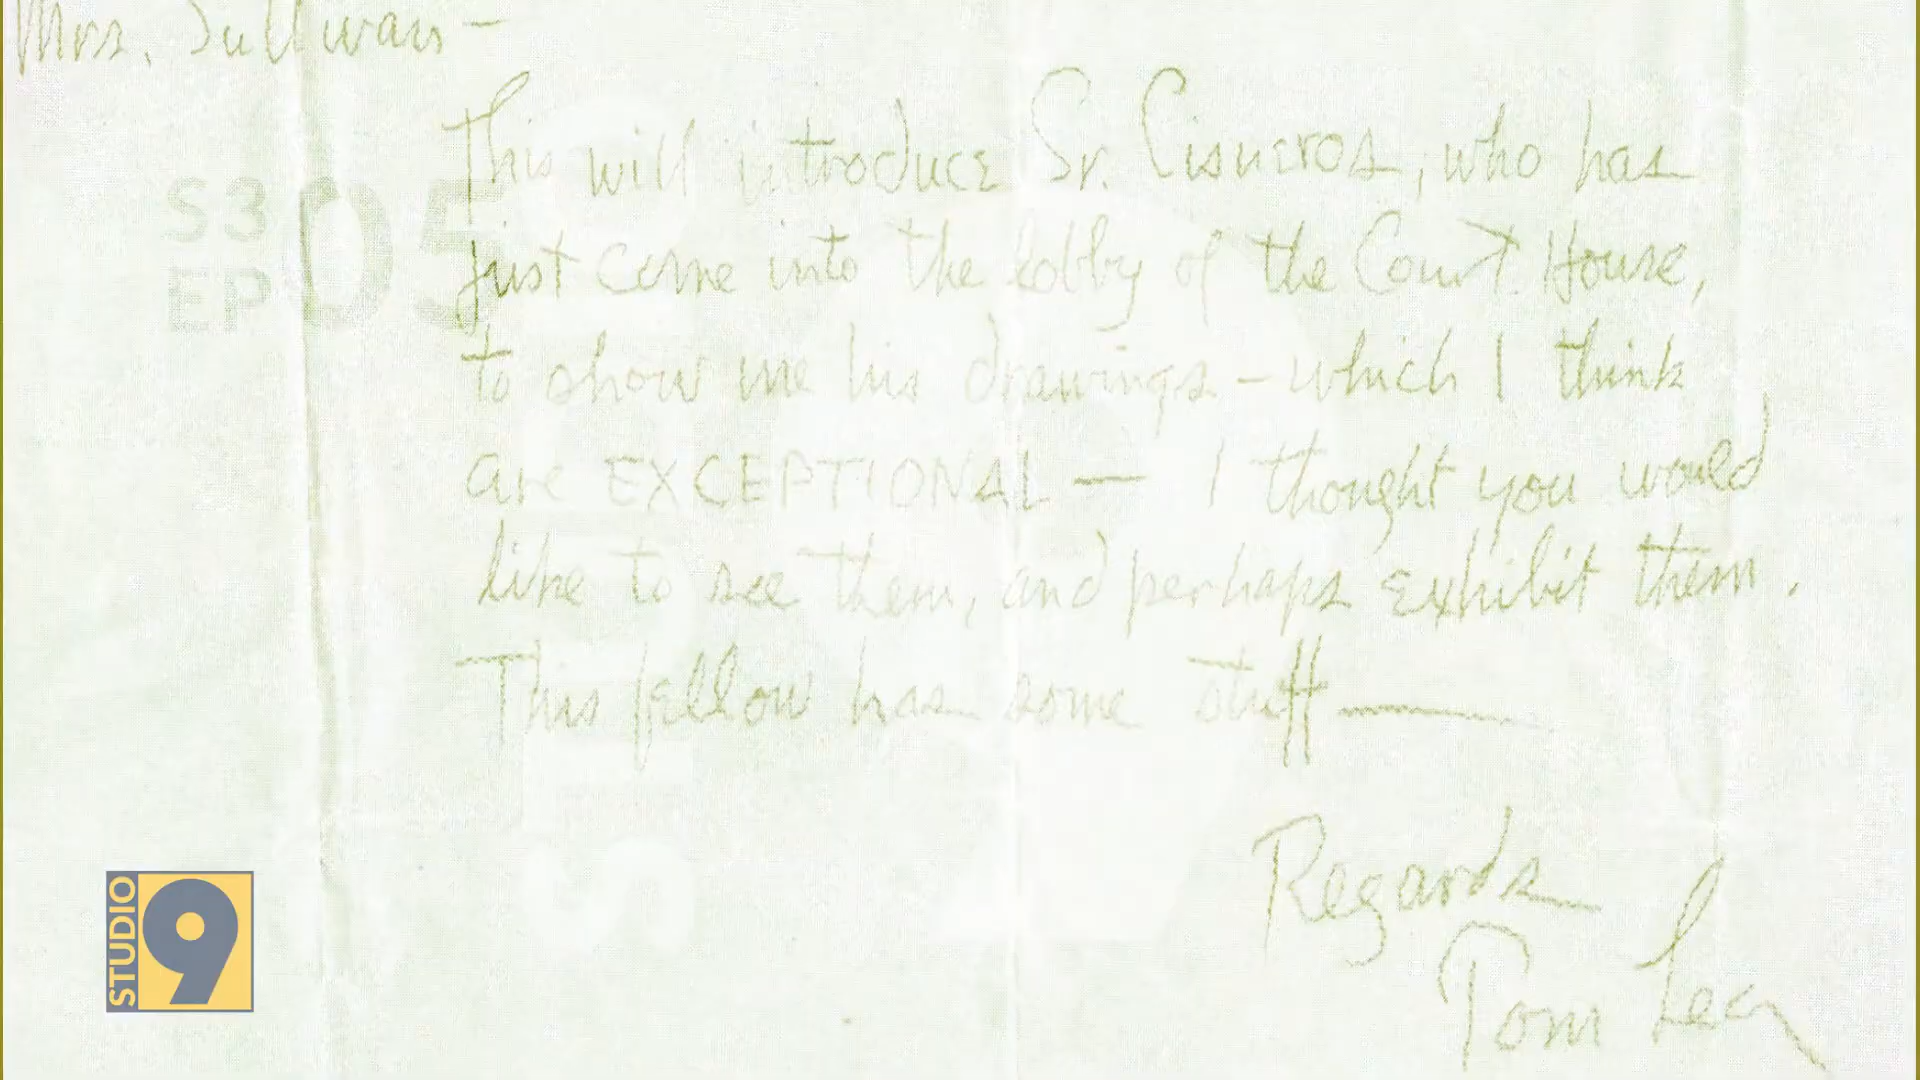 Mrs. Sullivan —
This will introduce Sr. Cisneros, who has
just come into the lobby of the Court House,
to show me his drawings – which I think
are EXCEPTIONAL — I thought you would
like to see them, and perhaps exhibit them.
This fellow has some stuff ——
Regards
Tom Lea
S3
EP
05
STUDIO
9